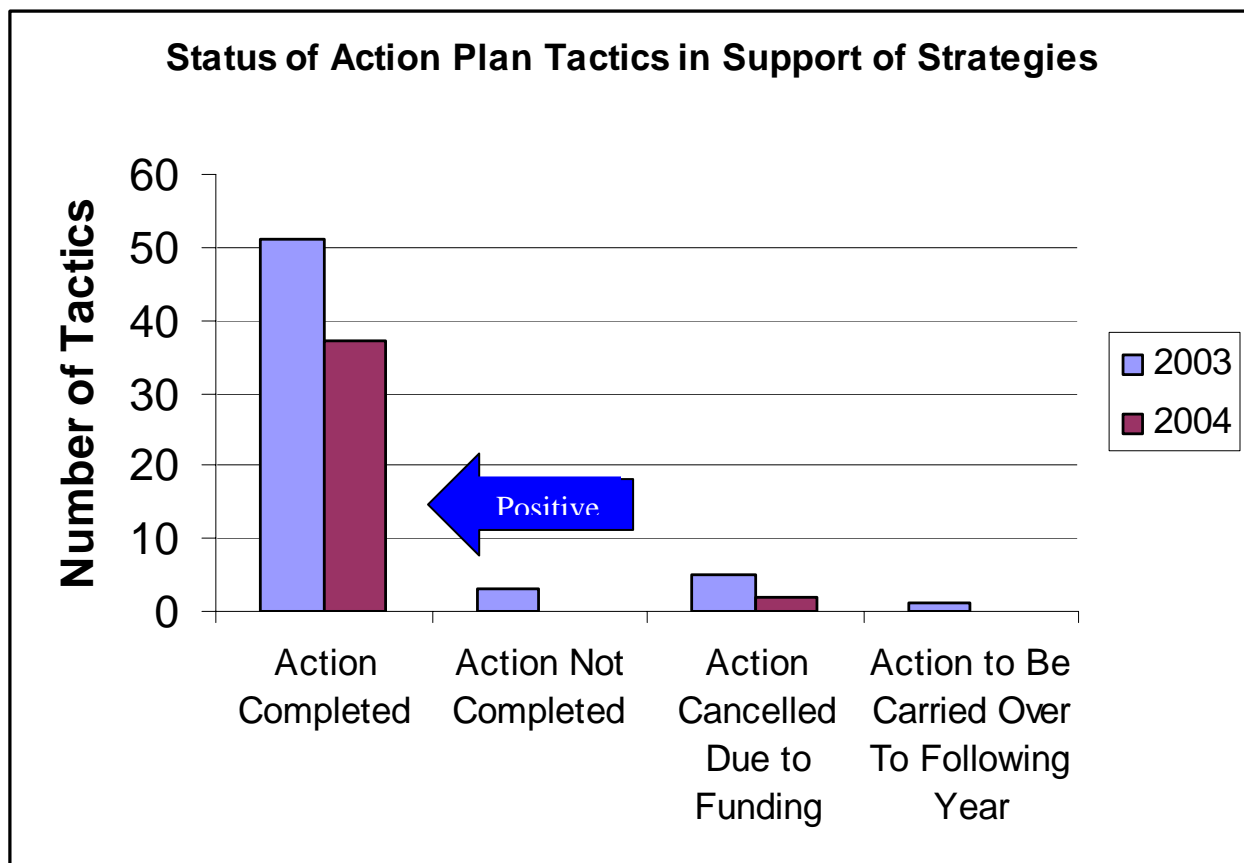 Status of Action Plan Tactics in Support of Strategies
Number of Tactics
60
50
40
30
20
10
0
Positive
Action
Completed
Action Not
Completed
Action
Cancelled
Due to
Funding
Action to Be
Carried Over
To Following
Year
2003
2004